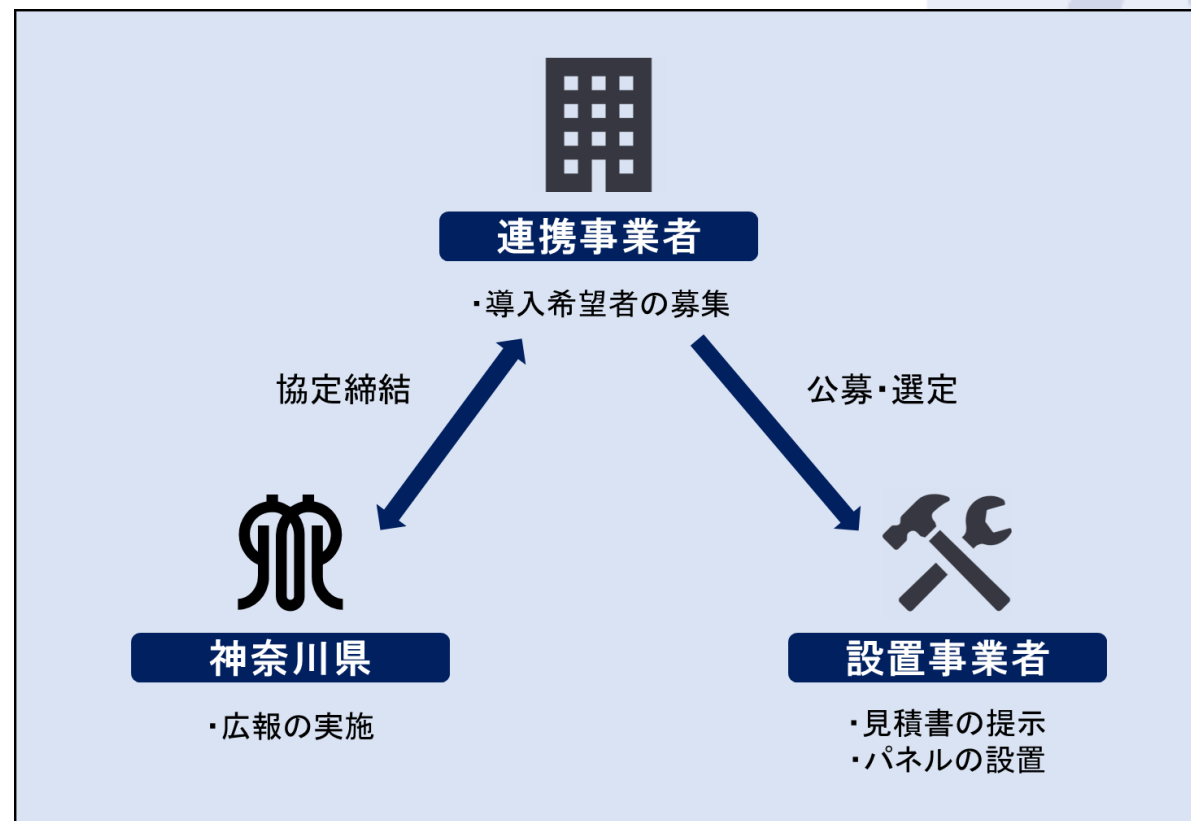 連携事業者
・導入希望者の募集
協定締結
公募・選定
神奈川県
・広報の実施
設置事業者
・見積書の提示
・パネルの設置